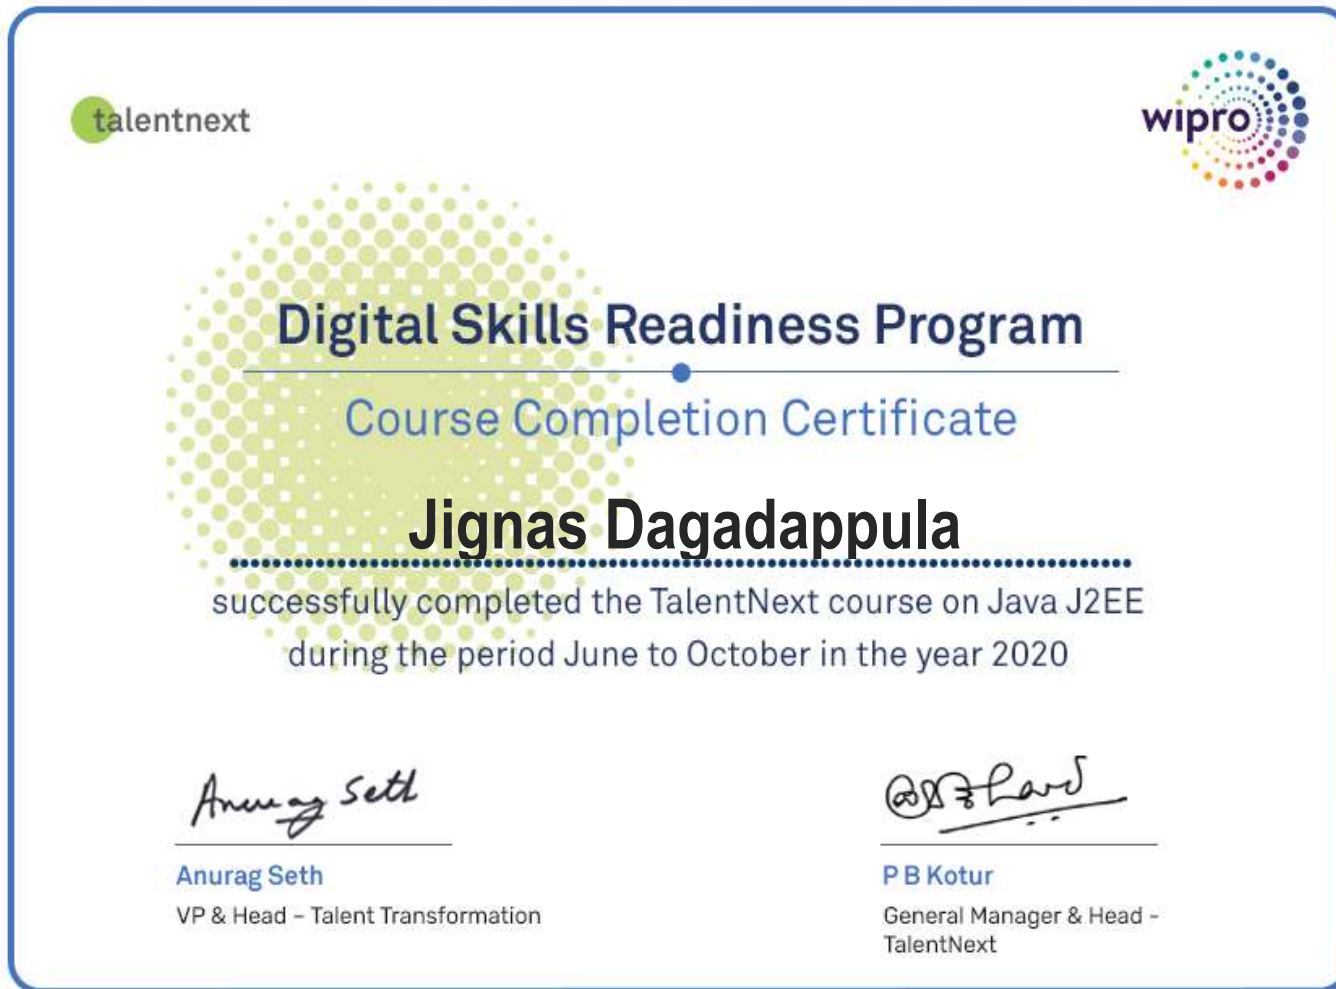 talentnext
wipro
Digital Skills Readiness Program
Course Completion Certificate
Jignas Dagadappula
successfully completed the TalentNext course on Java J2EE
during the period June to October in the year 2020
Anurag Seth
Anurag Seth
VP & Head – Talent Transformation
P B Kotur
General Manager & Head -
TalentNext